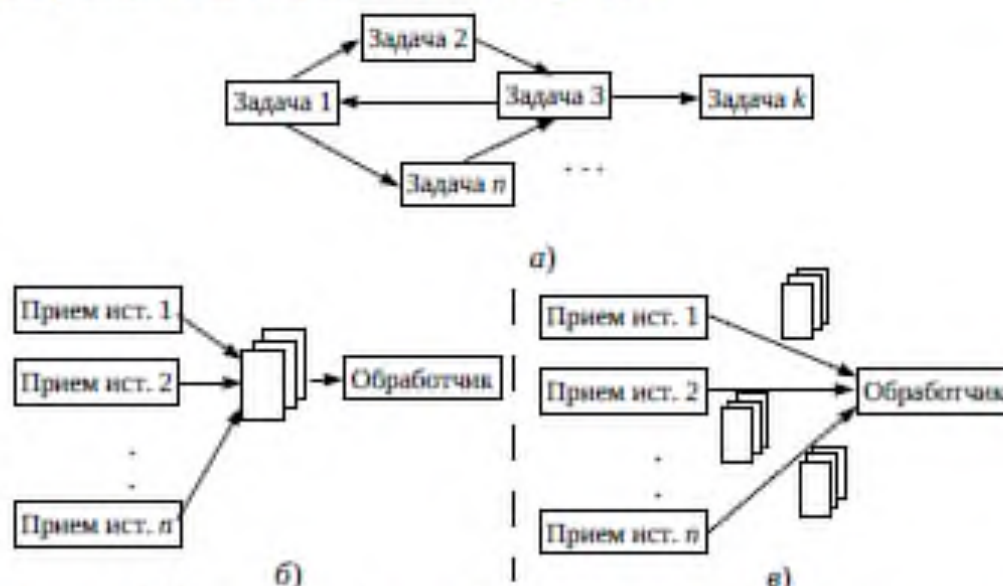 Задача 2
Задача 1
Задача 3
Задача k
Задача n
. . .
а)
Прием ист. 1
Прием ист. 2
Обработчик
.
.
Прием ист. n
б)
Прием ист. 1
Прием ист. 2
Обработчик
.
.
Прием ист. n
в)